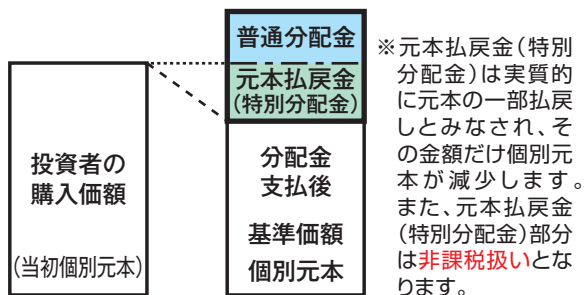 投資者の
購入価額
(当初個別元本)
普通分配金
元本払戻金
(特別分配金)
分配金
支払後
基準価額
個別元本
※元本払戻金(特別
分配金)は実質的
に元本の一部払戻
しとみなされ、そ
の金額だけ個別元
本が減少します。
また、元本払戻金
(特別分配金)部分
は非課税扱いとな
ります。